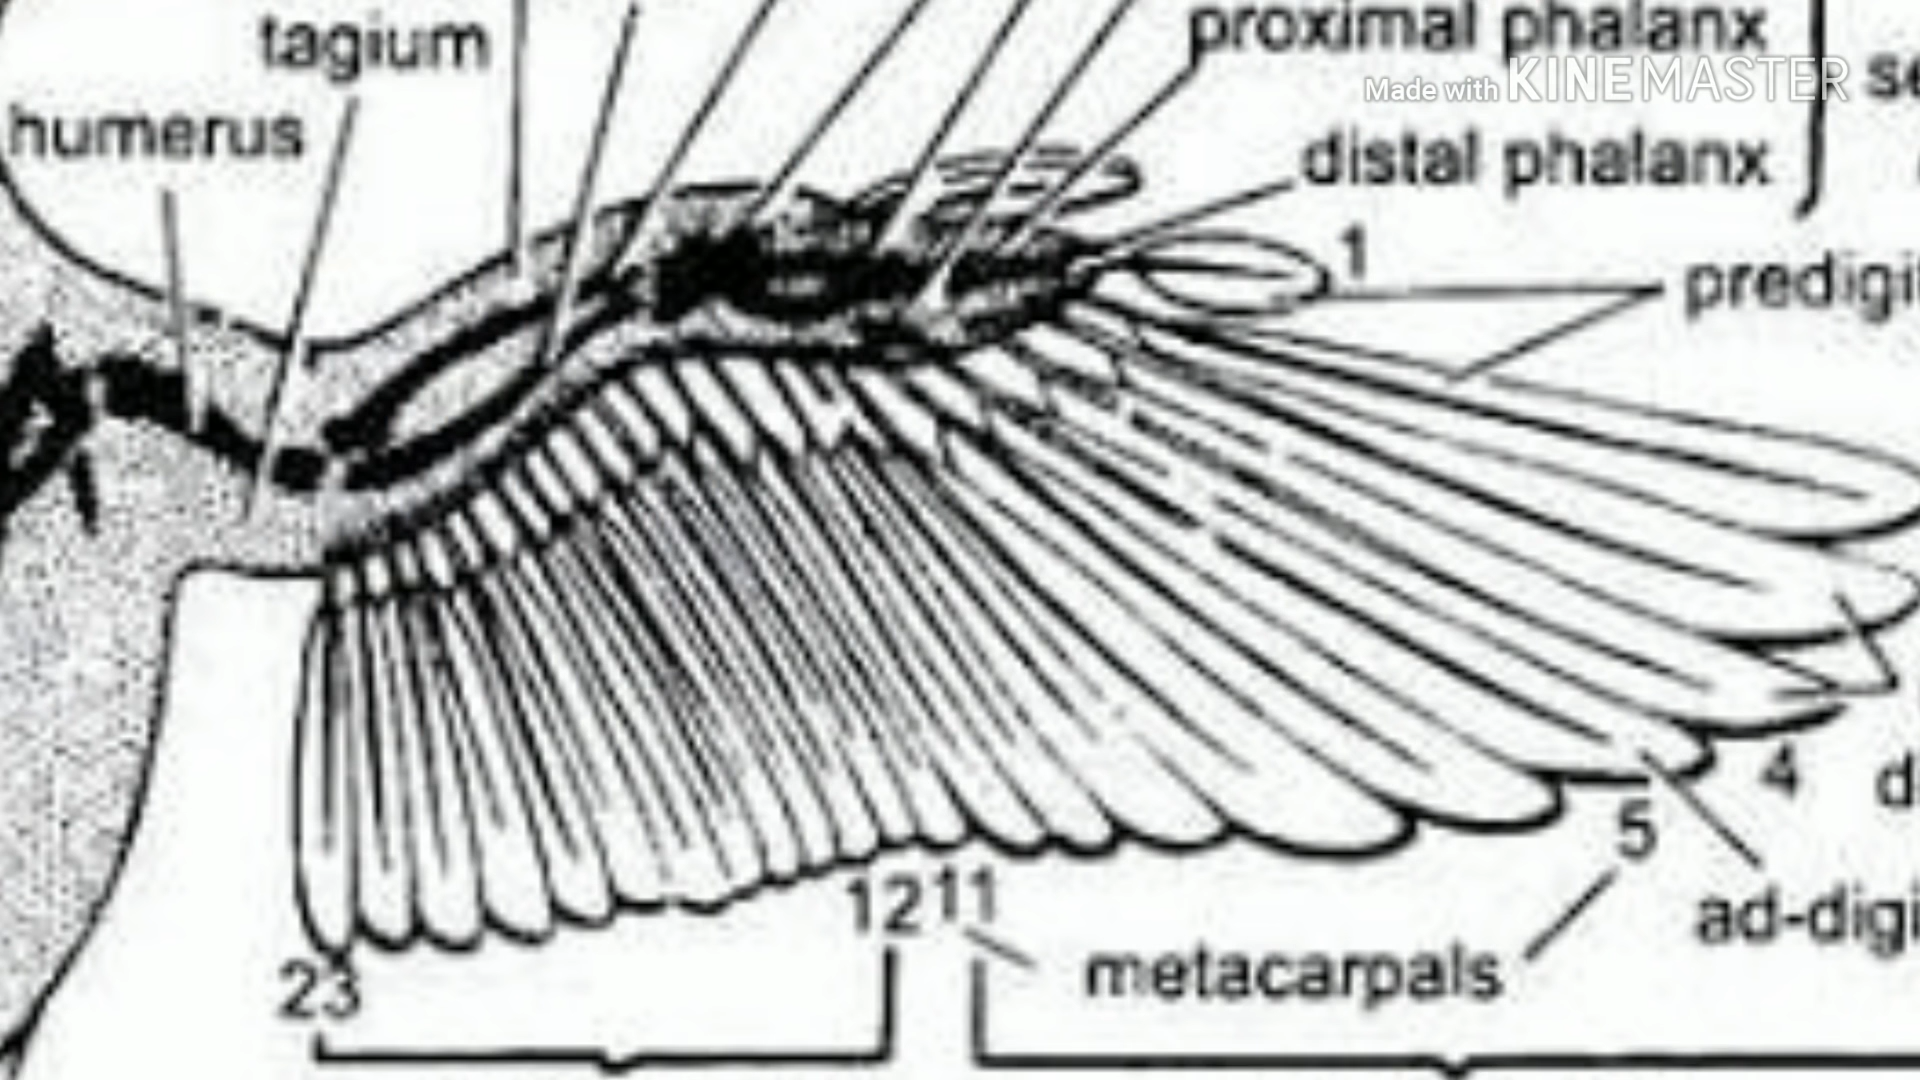 tagium
proximal phalanx
Made with KINEMASTER
se
humerus
distal phalanx
1
predigi
4
d
5
ad-digi
12 11
metacarpals
23